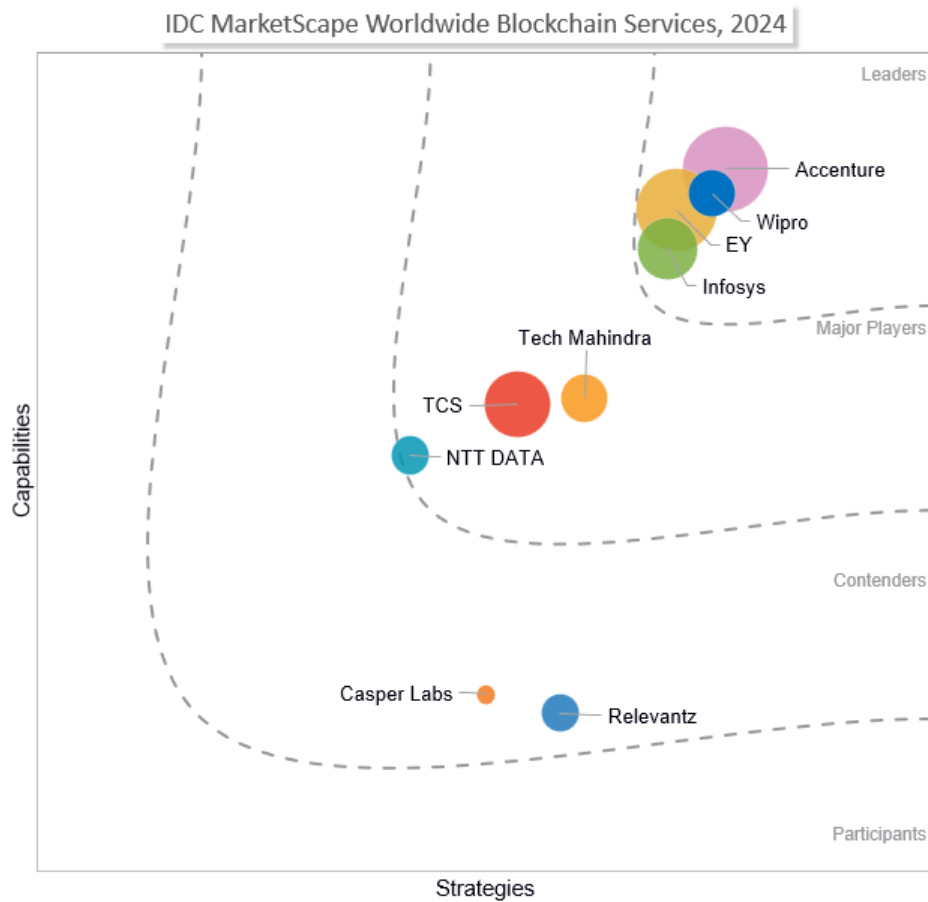 IDC MarketScape Worldwide Blockchain Services, 2024
Leaders
Accenture
Wipro
EY
Infosys
Major Players
Tech Mahindra
TCS
NTT DATA
Capabilities
Contenders
Casper Labs
Relevantz
Participants
Strategies